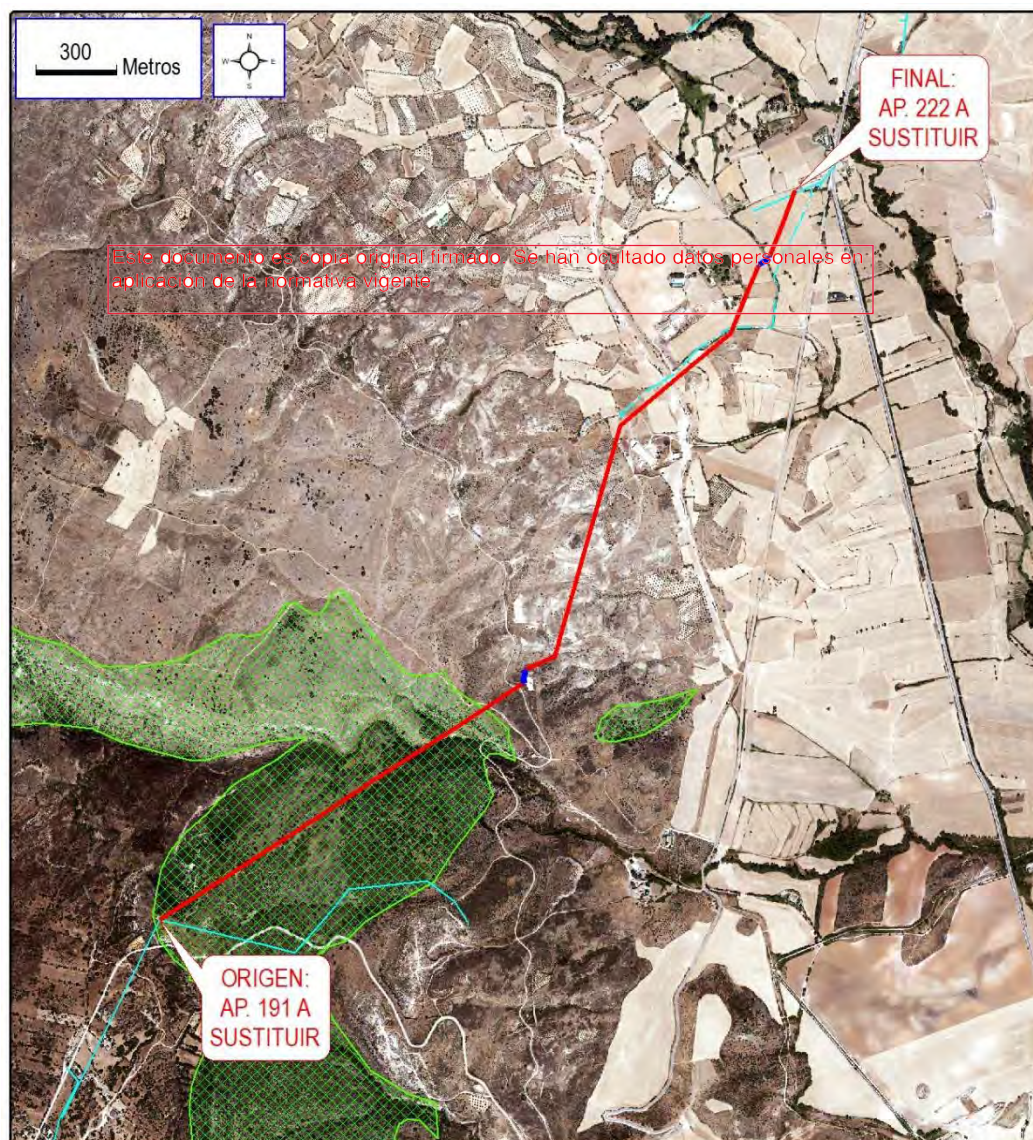 300
Metros
N
W E
S
FINAL:
AP. 222 A
SUSTITUIR
Este documento es copia original firmado. Se han ocultado datos personales en
aplicación de la normativa vigente
ORIGEN:
AP. 191 A
SUSTITUIR